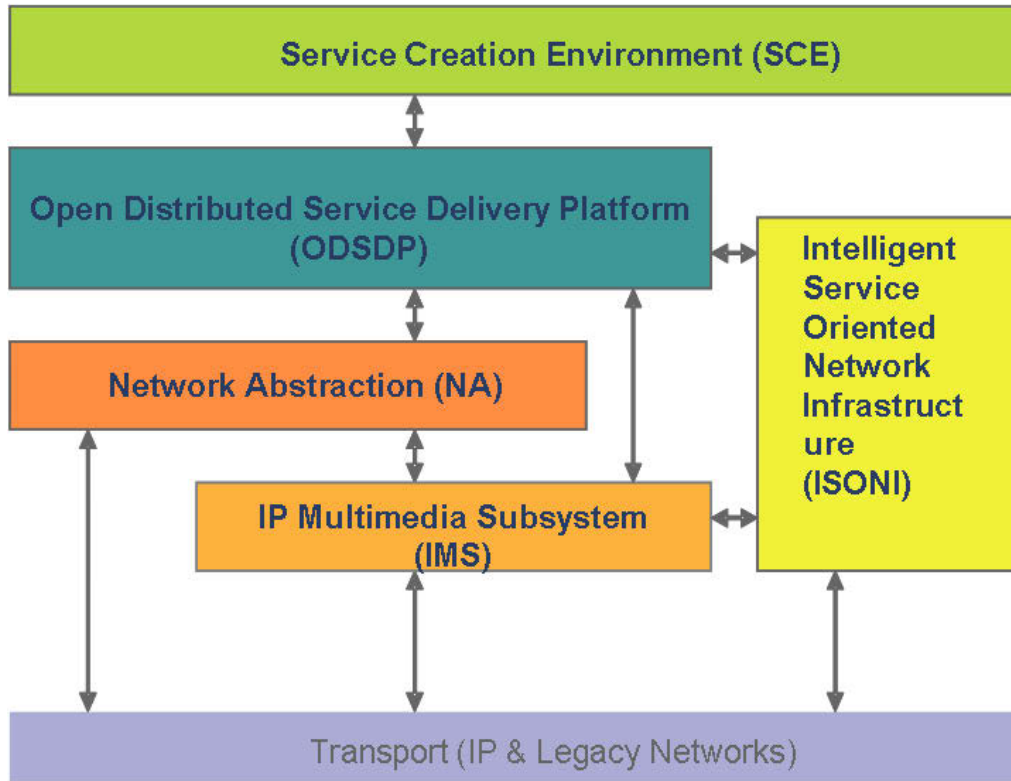 Service Creation Environment (SCE)
Open Distributed Service Delivery Platform
(ODSDP)
Intelligent
Service
Oriented
Network
Infrastruct
ure
(ISONI)
Network Abstraction (NA)
IP Multimedia Subsystem
(IMS)
Transport (IP & Legacy Networks)